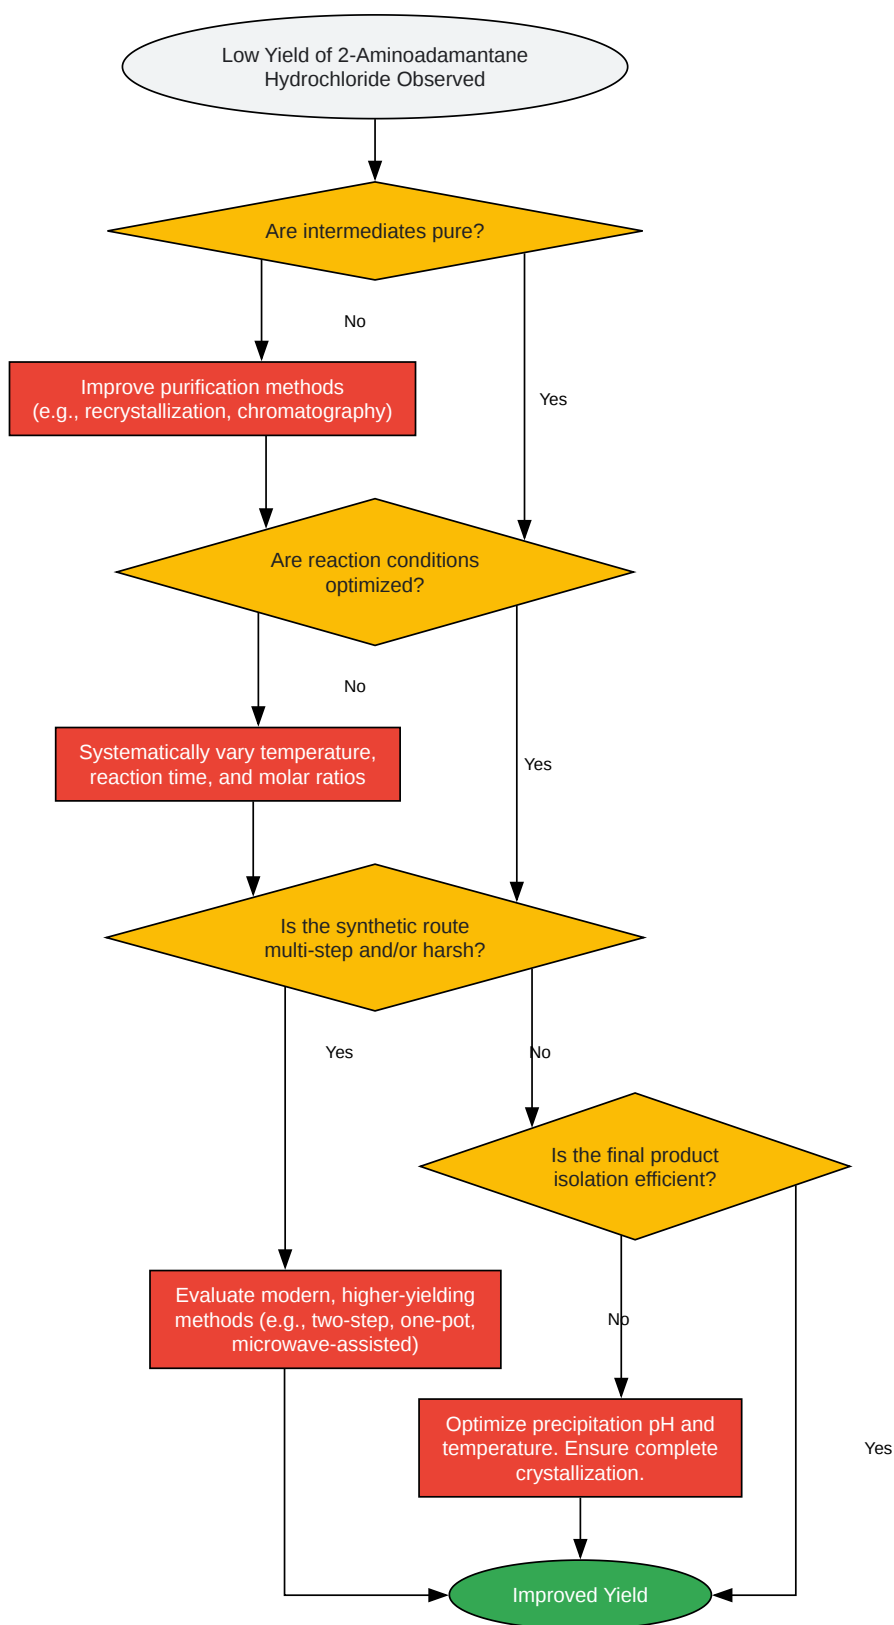 Low Yield of 2-Aminoadamantane
Hydrochloride Observed
Are intermediates pure?
No
Improve purification methods
(e.g., recrystallization, chromatography)
Yes
Are reaction conditions
optimized?
No
Systematically vary temperature,
reaction time, and molar ratios
Yes
Is the synthetic route
multi-step and/or harsh?
Yes
No
Is the final product
isolation efficient?
Evaluate modern, higher-yielding
methods (e.g., two-step, one-pot,
microwave-assisted)
No
Optimize precipitation pH and
temperature. Ensure complete
crystallization.
Yes
Improved Yield